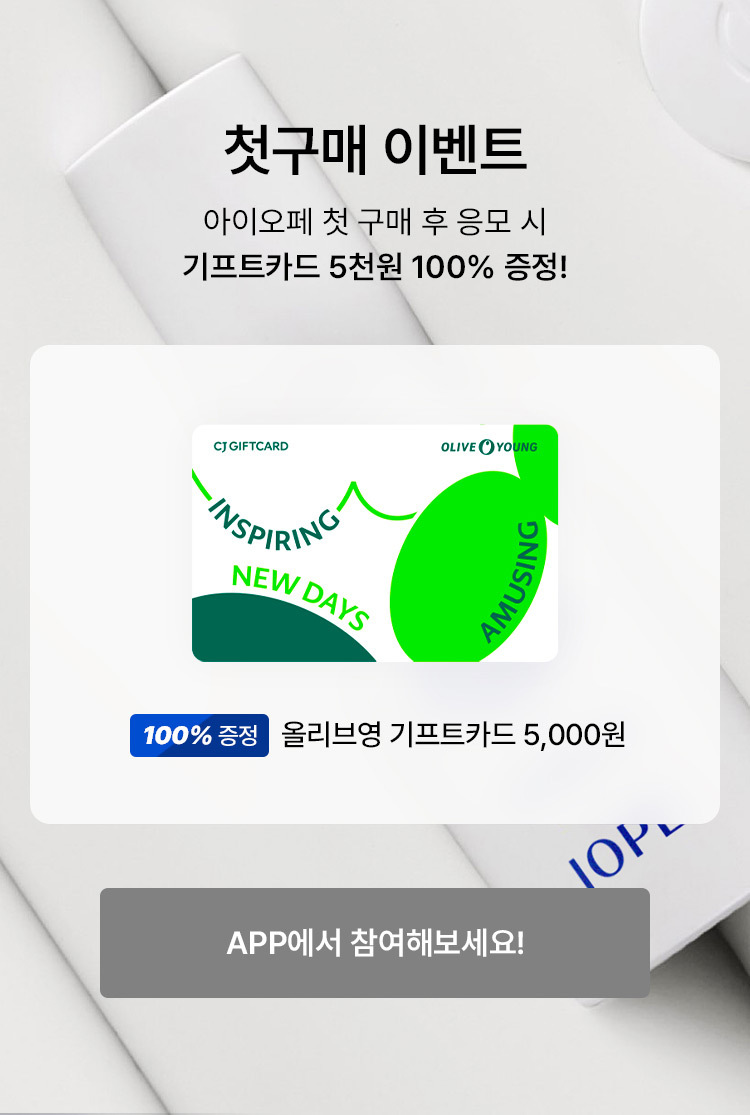 첫구매 이벤트
아이오페 첫 구매 후 응모 시
기프트카드 5천원 100% 증정!
CJ GIFTCARD
OLIVE YOUNG
INSPIRING
NEW DAYS
AMUSING
100% 증정 올리브영 기프트카드 5,000원
IOPE
APP에서 참여해보세요!